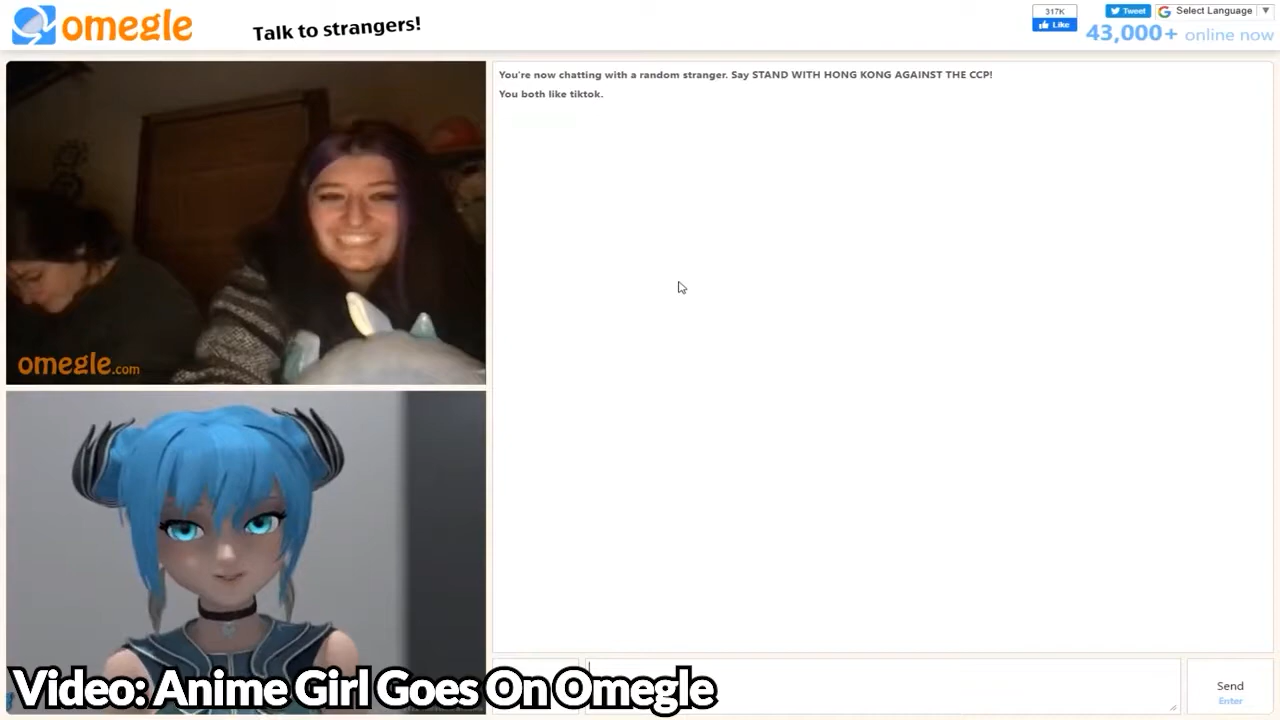 omegle
Talk to strangers!
317K
Like
Tweet
Select Language
43,000+ online now
You're now chatting with a random stranger. Say STAND WITH HONG KONG AGAINST THE CCP!
You both like tiktok.
omegle.com
Video: Anime Girl Goes On Omegle
Send
Enter